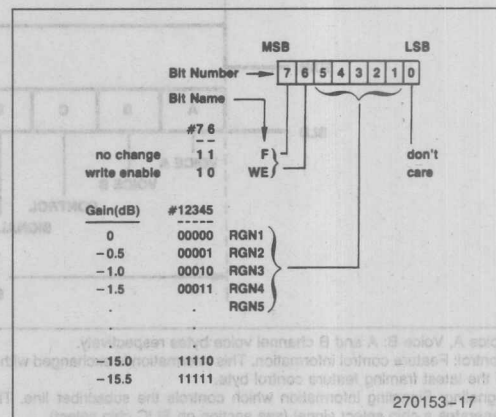 MSB LSB
Bit Number 7 6 5 4 3 2 1 0
Bit Name
#7 6
no change 1 1 F don't
write enable 1 0 WE care
Gain(dB) #12345
0 00000 RGN1
−0.5 00001 RGN2
−1.0 00010 RGN3
−1.5 00011 RGN4
. . RGN5
. .
. .
−15.0 11110
−15.5 11111
270153–17